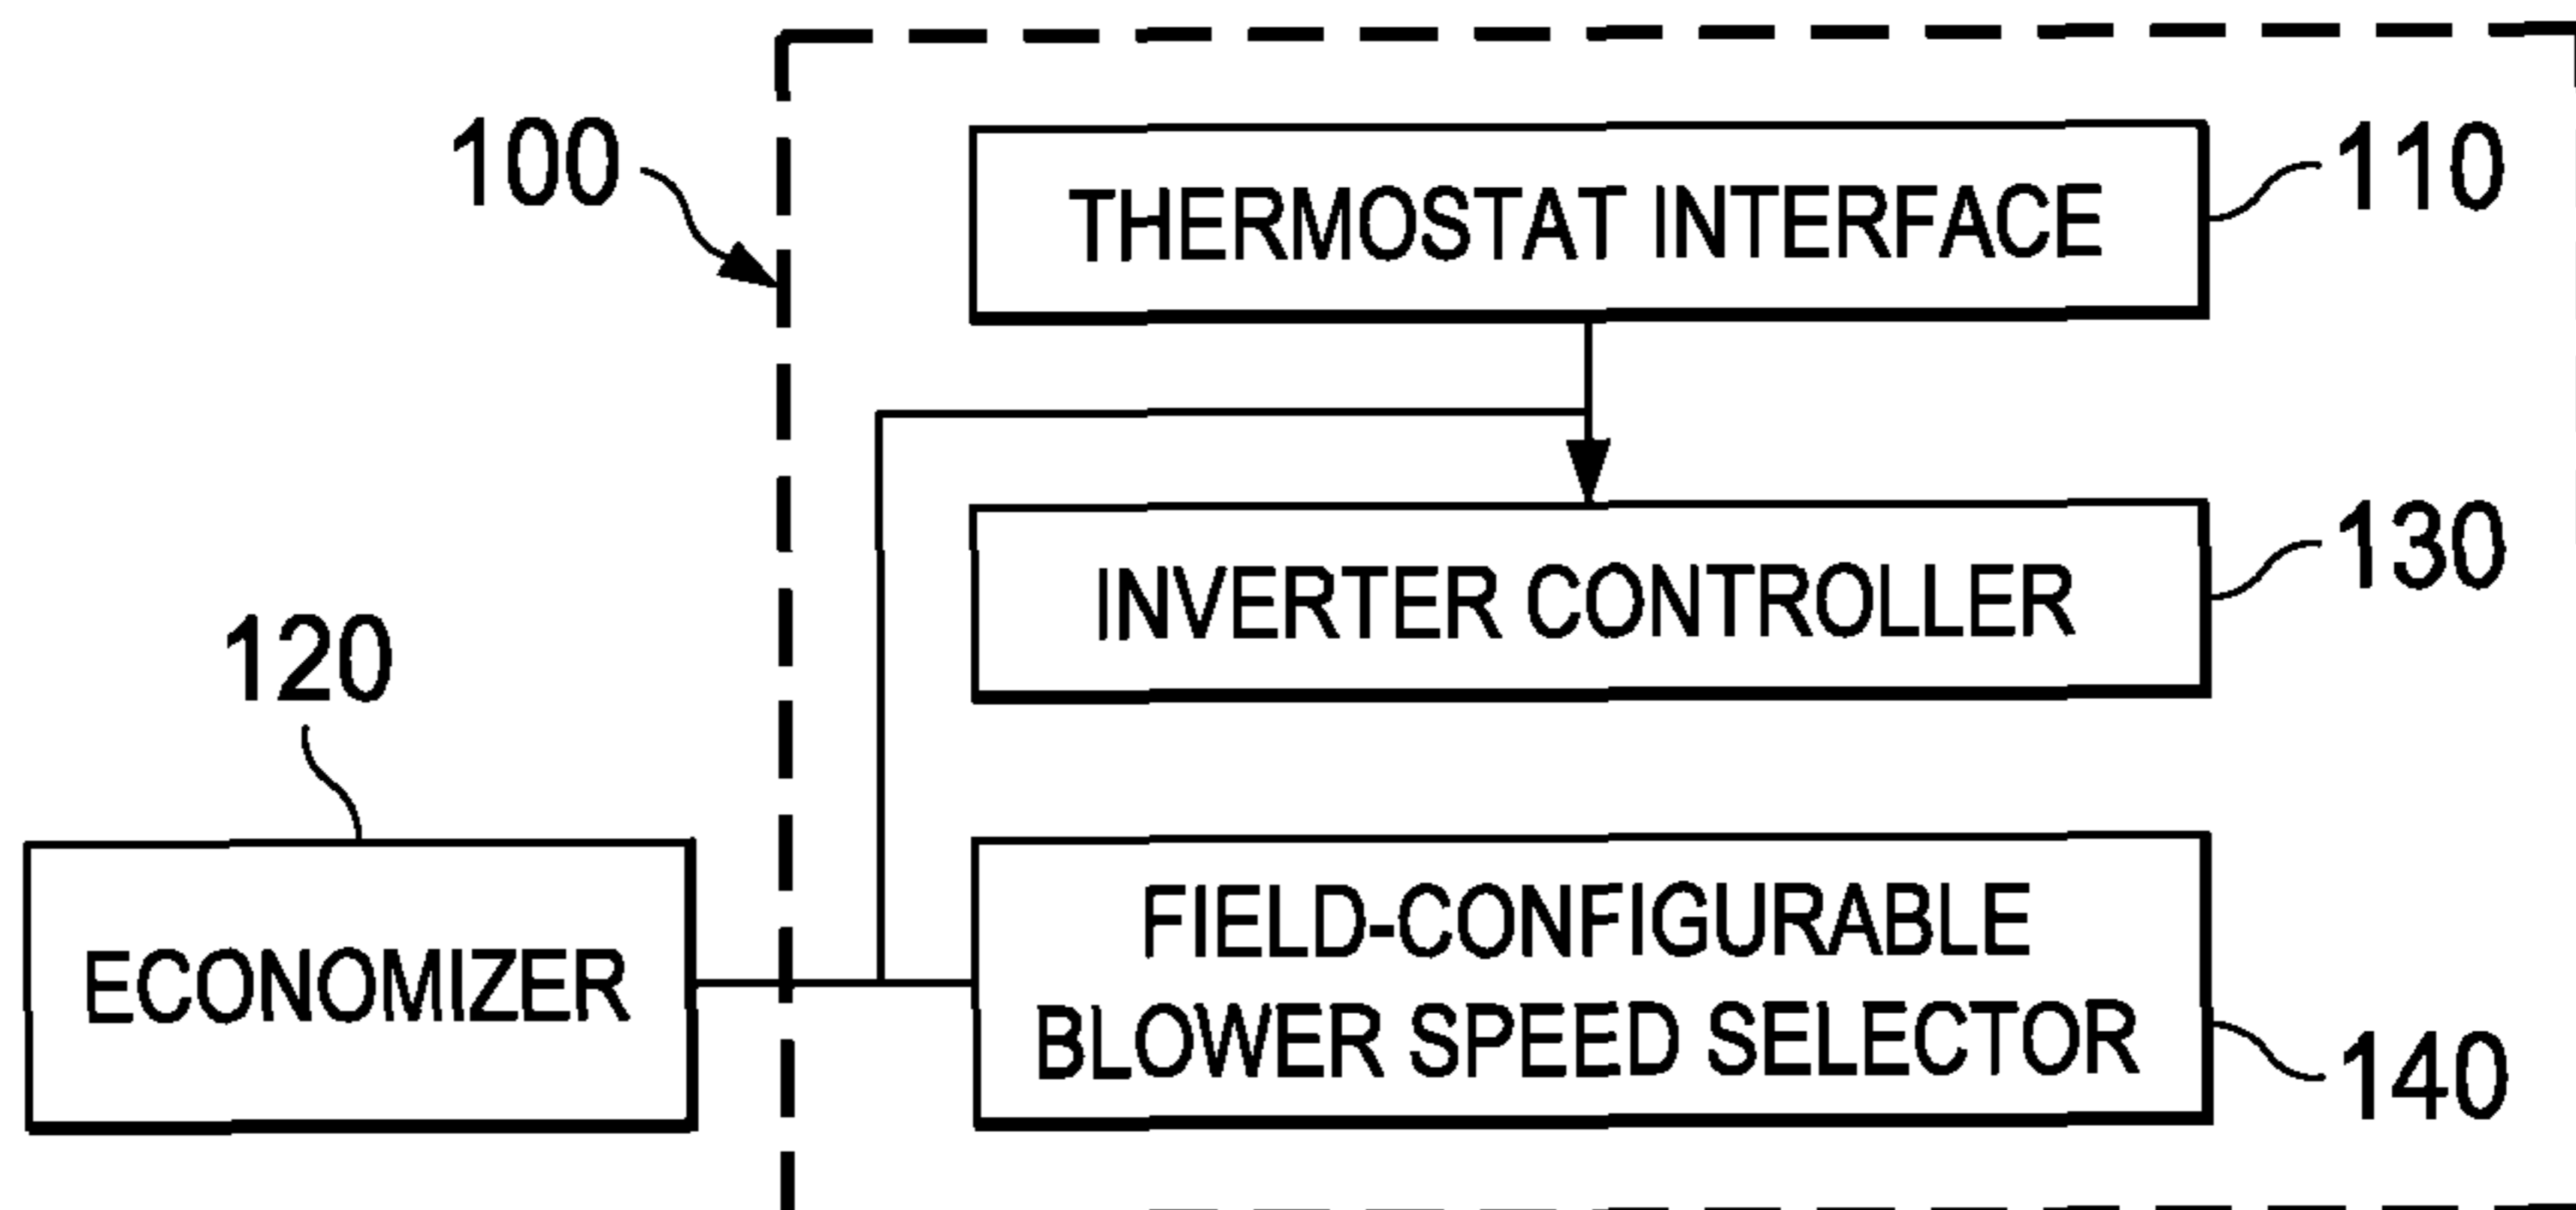 100
THERMOSTAT INTERFACE
110
INVERTER CONTROLLER
130
120
ECONOMIZER
FIELD-CONFIGURABLE
BLOWER SPEED SELECTOR
140